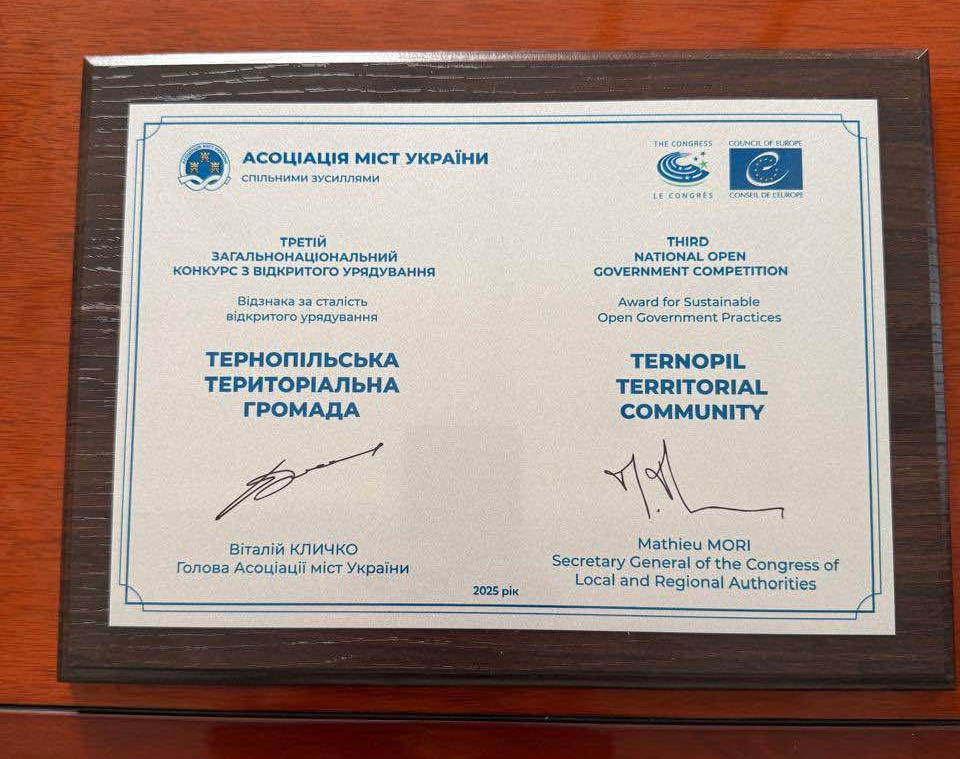 АСОЦІАЦІЯ МІСТ УКРАЇНИ
СПІЛЬНИМИ ЗУСИЛЛЯМИ
THE CONGRESS
LE CONGRÈS
COUNCIL OF EUROPE
CONSEIL DE L'EUROPE
ТРЕТІЙ
ЗАГАЛЬНОНАЦІОНАЛЬНИЙ
КОНКУРС З ВІДКРИТОГО УРЯДУВАННЯ
Відзнака за сталість
відкритого урядування
ТЕРНОПІЛЬСЬКА
ТЕРИТОРІАЛЬНА
ГРОМАДА
Віталій КЛИЧКО
Голова Асоціації міст України
THIRD
NATIONAL OPEN
GOVERNMENT COMPETITION
Award for Sustainable
Open Government Practices
TERNOPIL
TERRITORIAL
COMMUNITY
Mathieu MORI
Secretary General of the Congress of
Local and Regional Authorities
2025 рік